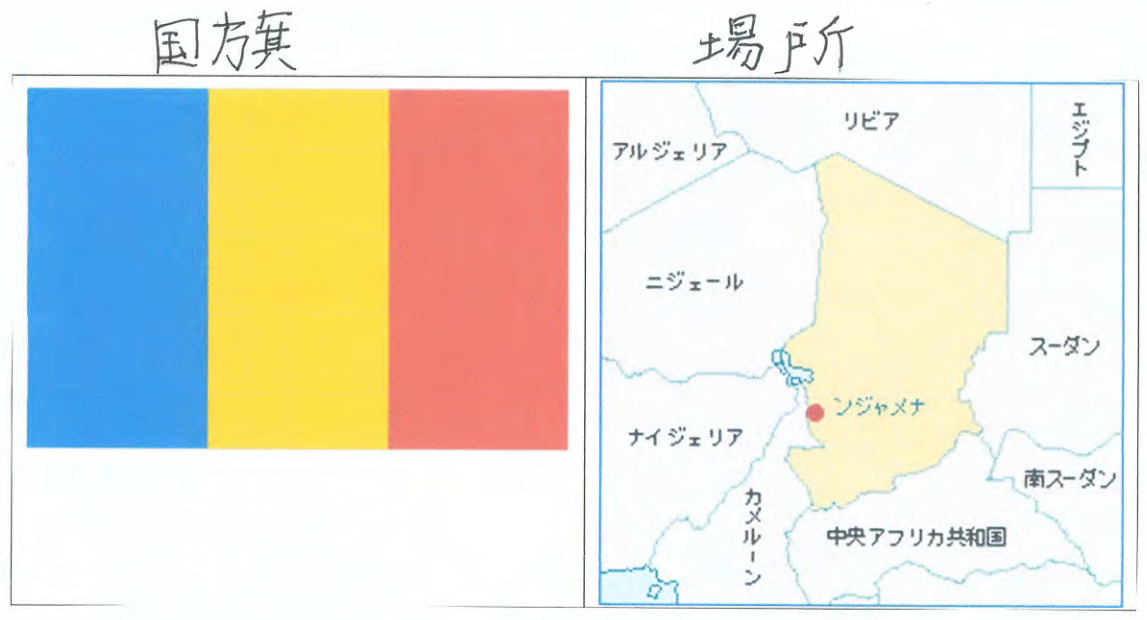 国旗
場所
リビア
エジプト
アルジェリア
ニジェール
スーダン
ンジャメナ
ナイジェリア
南スーダン
カメルーン
中央アフリカ共和国